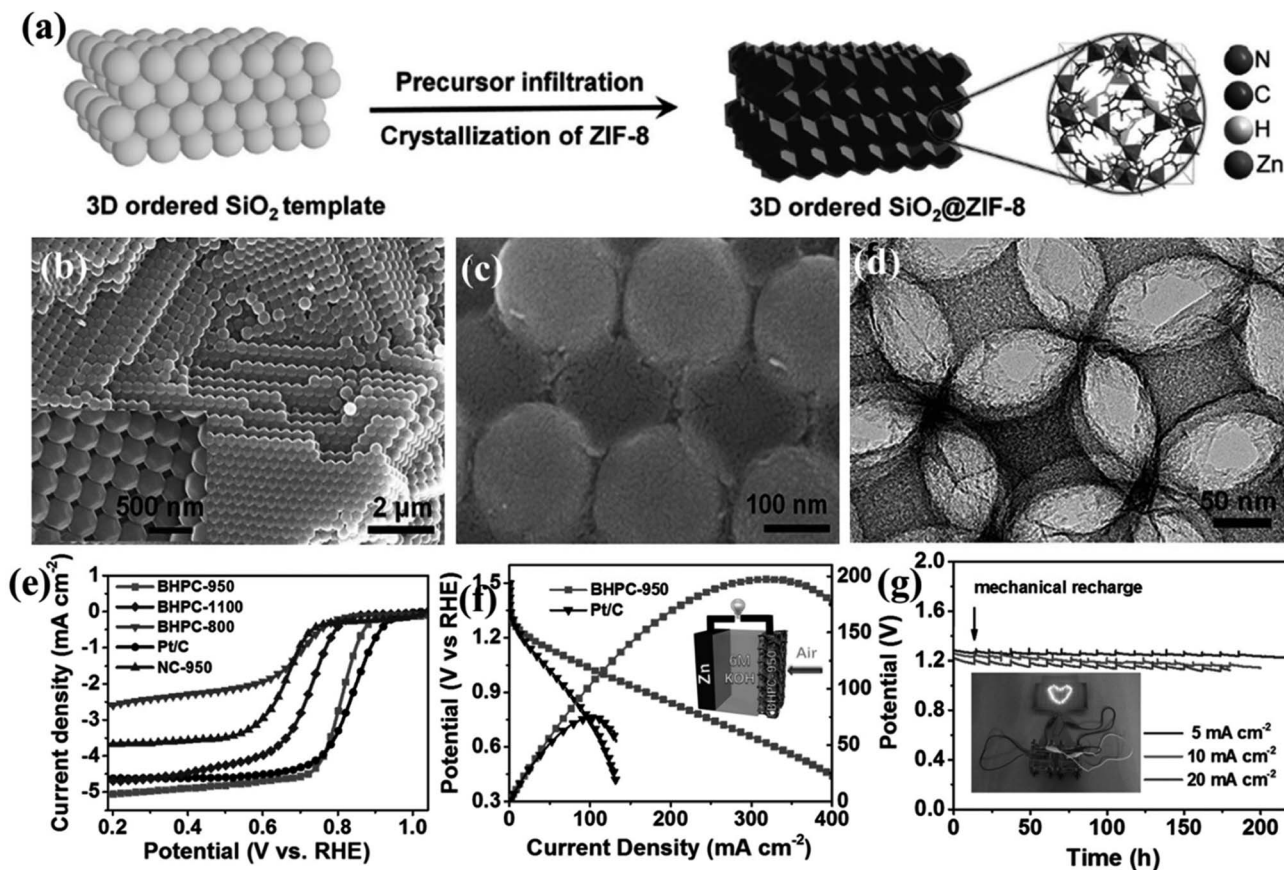 (a)
Precursor infiltration
Crystallization of ZIF-8
3D ordered SiO₂ template
3D ordered SiO₂@ZIF-8
N
C
H
Zn
(b)
500 nm
2 μm
(c)
100 nm
(d)
50 nm
(e)
Current density (mA cm⁻²)
1
0
-1
-2
-3
-4
-5
BHPC-950
BHPC-1100
BHPC-800
Pt/C
NC-950
0.2
0.4
0.6
0.8
1.0
Potential (V vs. RHE)
(f)
Potential (V vs RHE)
1.5
1.2
0.9
0.6
0.3
BHPC-950
Pt/C
Zn
6M
KOH
BHPC-950
Air
200
150
100
50
0
0
100
200
300
400
Current Density (mA cm⁻²)
(g)
Potential (V)
2.0
1.6
1.2
0.8
0.4
0.0
mechanical recharge
5 mA cm⁻²
10 mA cm⁻²
20 mA cm⁻²
0
50
100
150
200
Time (h)